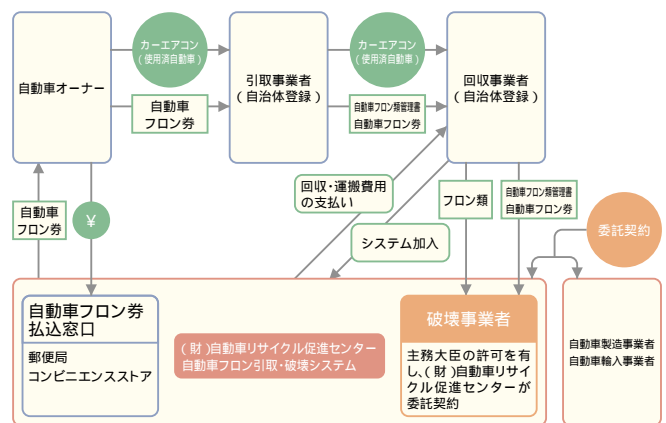 カーエアコン
(使用済自動車)
カーエアコン
(使用済自動車)
自動車オーナー
引取事業者
(自治体登録)
回収事業者
(自治体登録)
自動車
フロン券
自動車フロン類管理書
自動車フロン券
自動車
フロン券
¥
回収・運搬費用
の支払い
フロン類
自動車フロン類管理書
自動車フロン券
システム加入
委託契約
自動車フロン券
払込窓口
郵便局
コンビニエンスストア
(財)自動車リサイクル促進センター
自動車フロン引取・破壊システム
破壊事業者
主務大臣の許可を有
し、(財)自動車リサイ
クル促進センターが
委託契約
自動車製造事業者
自動車輸入事業者